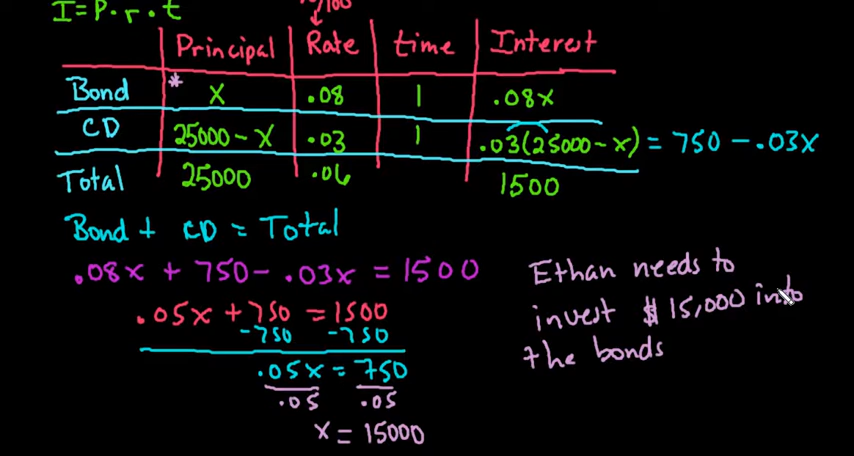 I = P · r · t
/100
Principal Rate time Interest
Bond * x .08 1 .08x
CD 25000 - x .03 1 .03(25000 - x) = 750 - .03x
Total 25000 .06 1500
Bond + CD = Total
.08x + 750 - .03x = 1500
.05x + 750 = 1500
-750 -750
.05x = 750
.05 .05
x = 15000
Ethan needs to
invest $15,000 into
the bonds